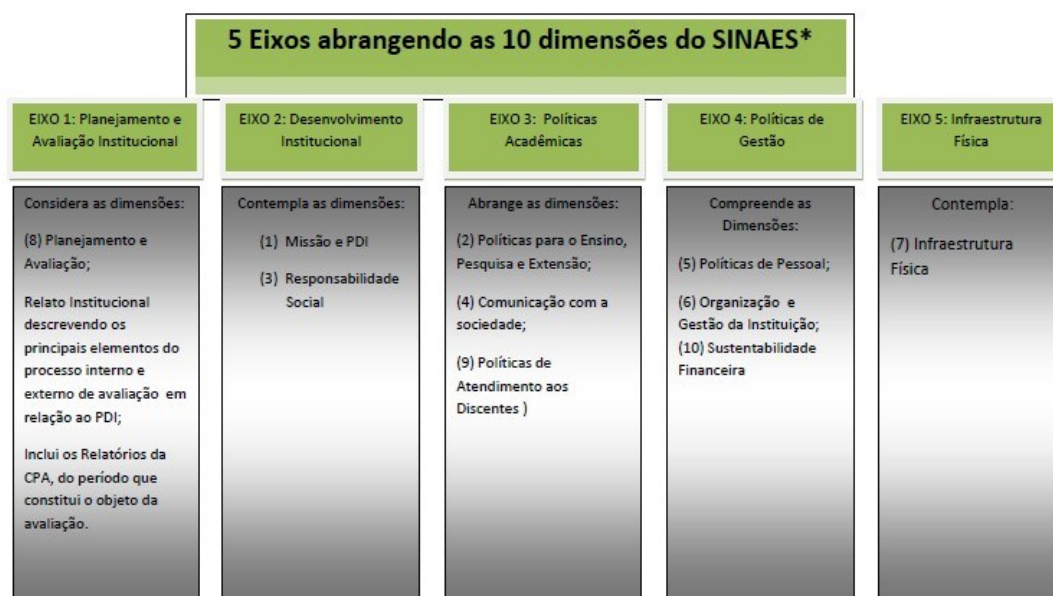 5 Eixos abrangendo as 10 dimensões do SINAES*
EIXO 1: Planejamento e
Avaliação Institucional
EIXO 2: Desenvolvimento
Institucional
EIXO 3: Políticas
Acadêmicas
EIXO 4: Políticas de
Gestão
EIXO 5: Infraestrutura
Física
Considera as dimensões:
(8) Planejamento e
Avaliação;
Relato Institucional
descrevendo os
principais elementos do
processo interno e
externo de avaliação em
relação ao PDI;
Inclui os Relatórios da
CPA, do período que
constitui o objeto da
avaliação.
Contempla as dimensões:
(1) Missão e PDI
(3) Responsabilidade
Social
Abrange as dimensões:
(2) Políticas para o Ensino,
Pesquisa e Extensão;
(4) Comunicação com a
sociedade;
(9) Políticas de
Atendimento aos
Discentes )
Compreende as
Dimensões:
(5) Políticas de Pessoal;
(6) Organização e
Gestão da Instituição;
(10) Sustentabilidade
Financeira
Contempla:
(7) Infraestrutura
Física